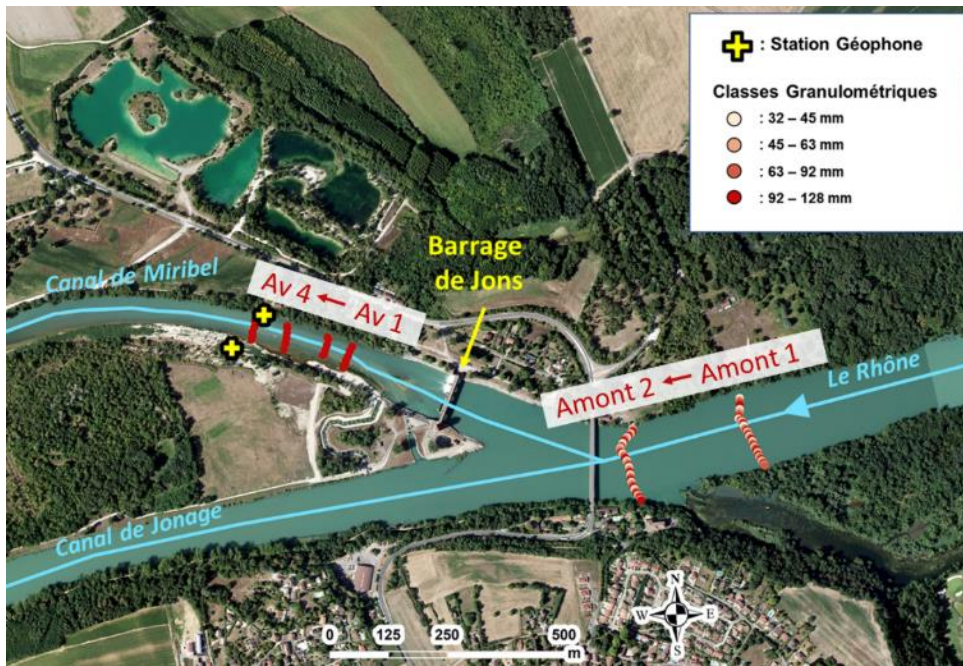 : Station Géophone
Classes Granulométriques
: 32 – 45 mm
: 45 – 63 mm
: 63 – 92 mm
: 92 – 128 mm
Barrage
de Jons
Canal de Miribel
Av 4 ← Av 1
Amont 2 ← Amont 1
Le Rhône
Canal de Jonage
N
W E
S
0 125 250 500
m